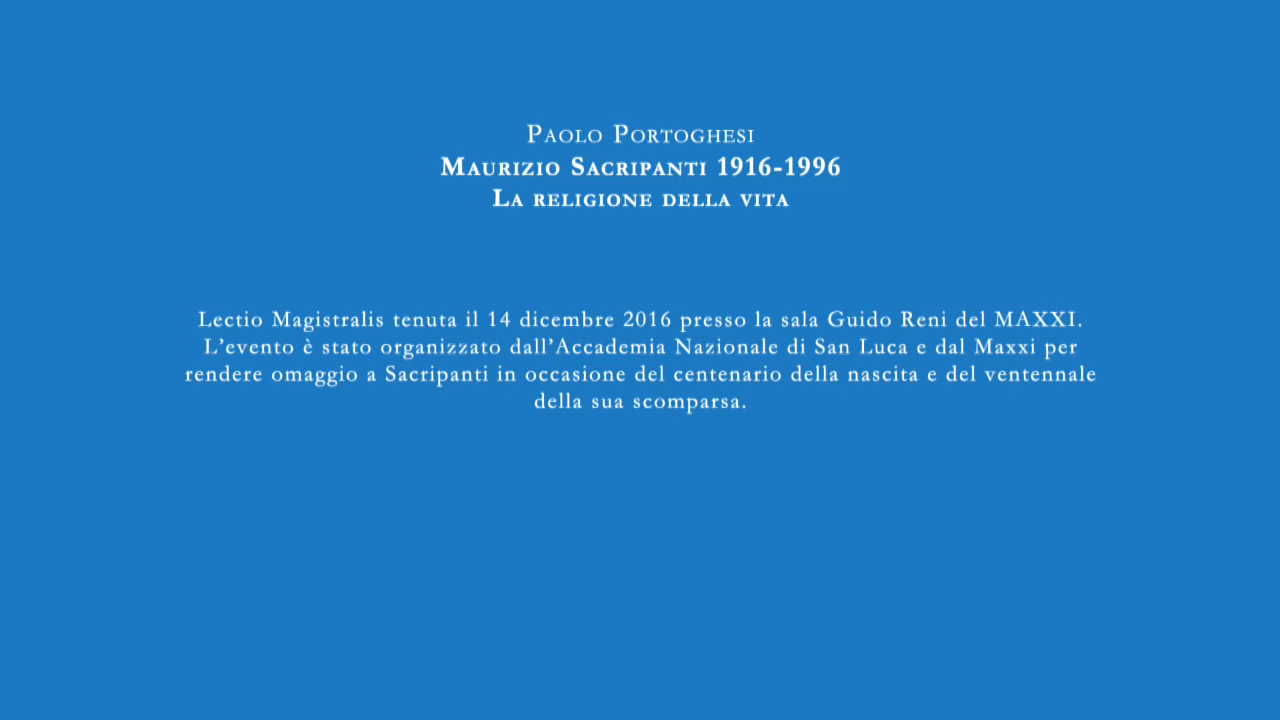 Paolo Portoghesi
Maurizio Sacripanti 1916-1996
La religione della vita
Lectio Magistralis tenuta il 14 dicembre 2016 presso la sala Guido Reni del MAXXI.
L’evento è stato organizzato dall’Accademia Nazionale di San Luca e dal Maxxi per
rendere omaggio a Sacripanti in occasione del centenario della nascita e del ventennale
della sua scomparsa.